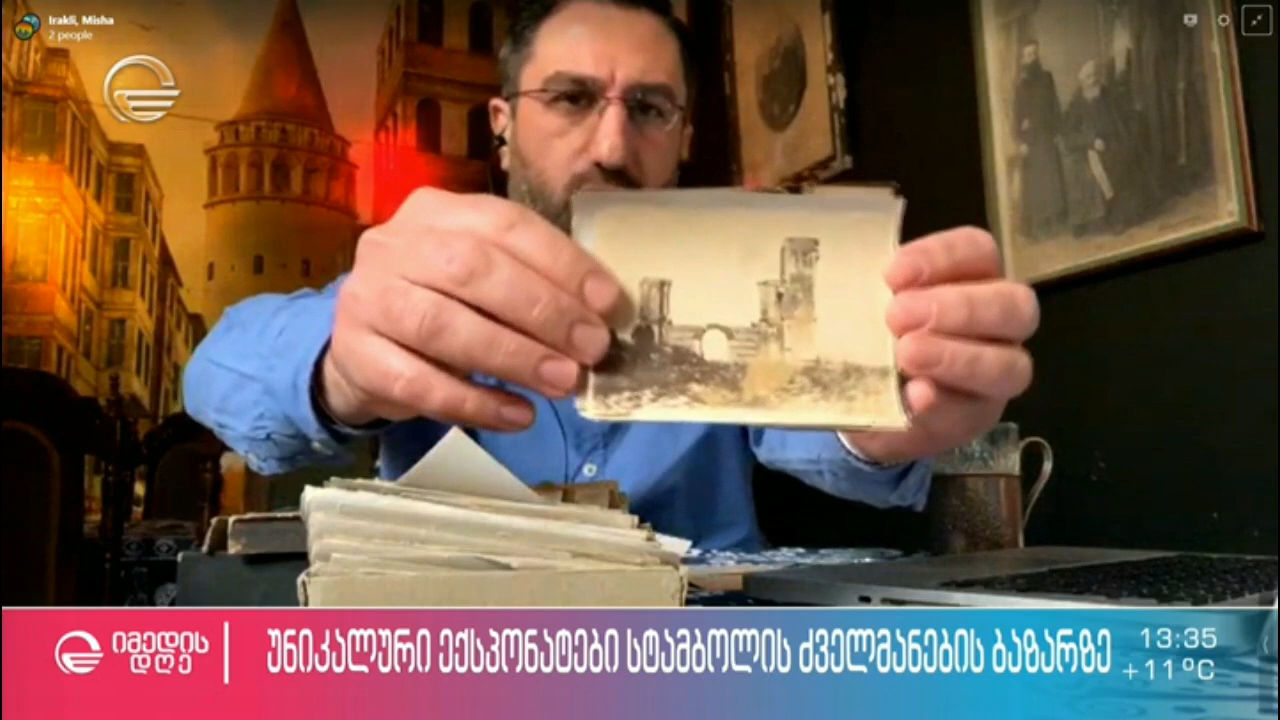 Irakli, Misha
2 people
იმედის
დღე
უნიკალური ექსპონატები სტამბოლის ძველმანების ბაზარზე
13:35
+11°C